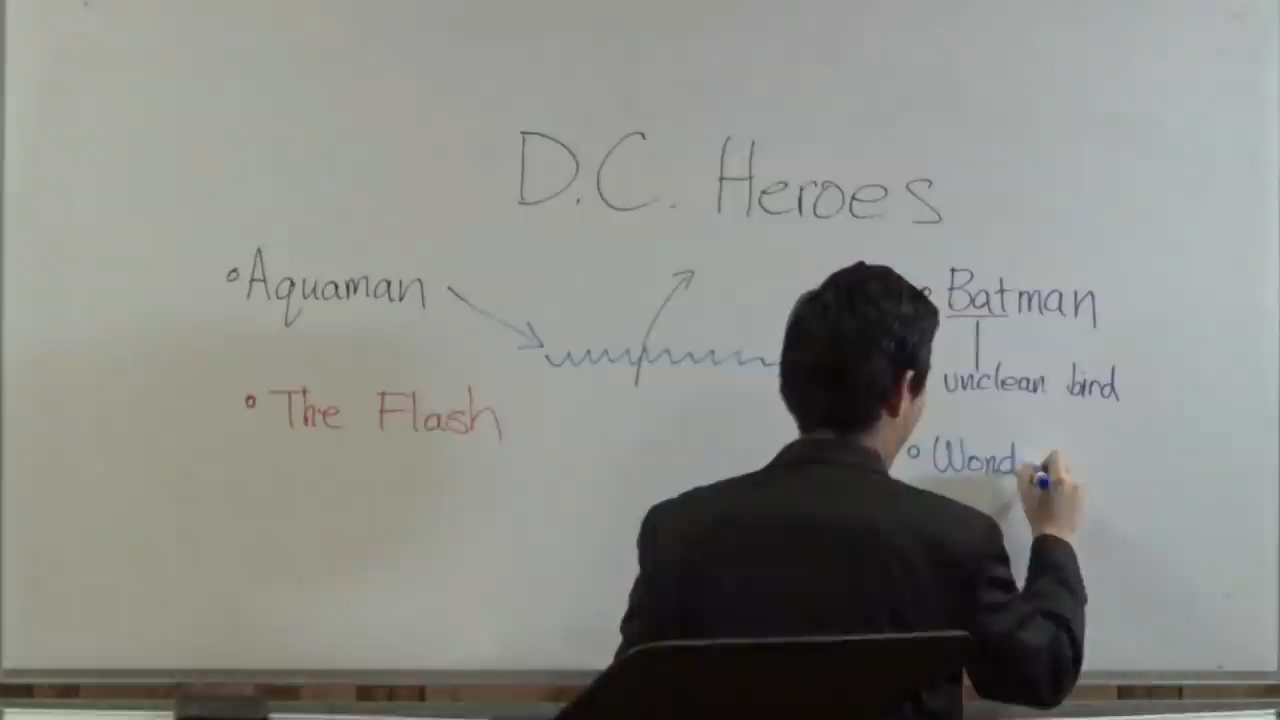 D.C. Heroes
• Aquaman
• The Flash
• Batman
unclean bird
• Wond